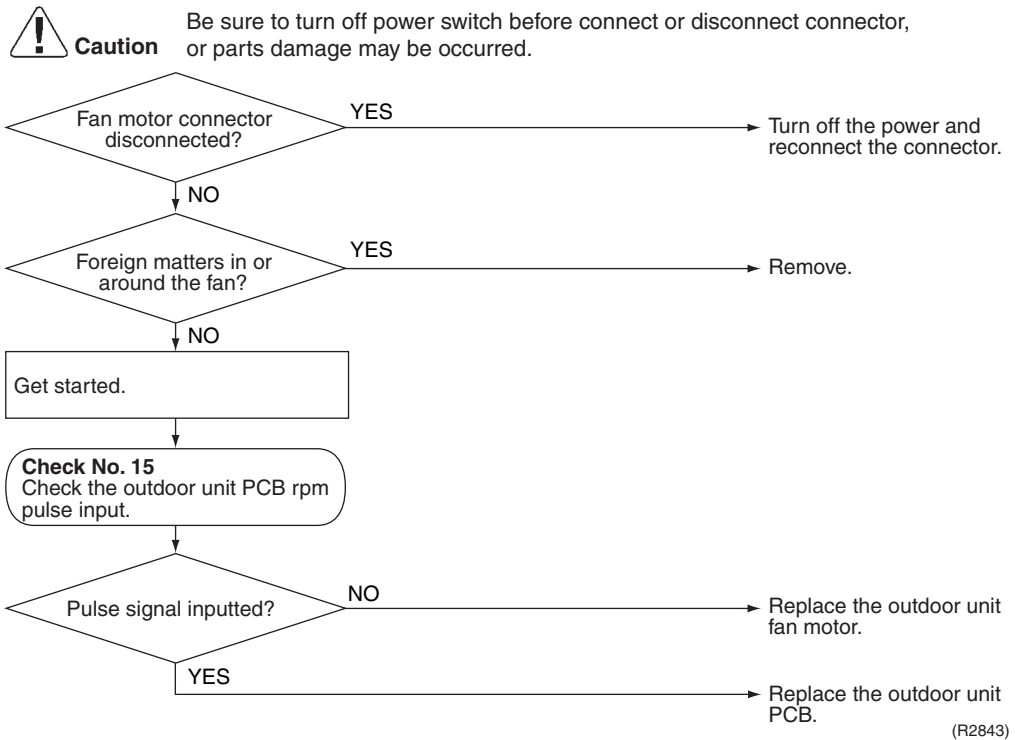 Caution
Be sure to turn off power switch before connect or disconnect connector,
or parts damage may be occurred.
Fan motor connector
disconnected?
YES
Turn off the power and
reconnect the connector.
NO
Foreign matters in or
around the fan?
YES
Remove.
NO
Get started.
Check No. 15
Check the outdoor unit PCB rpm
pulse input.
Pulse signal inputted?
NO
Replace the outdoor unit
fan motor.
YES
Replace the outdoor unit
PCB.
(R2843)